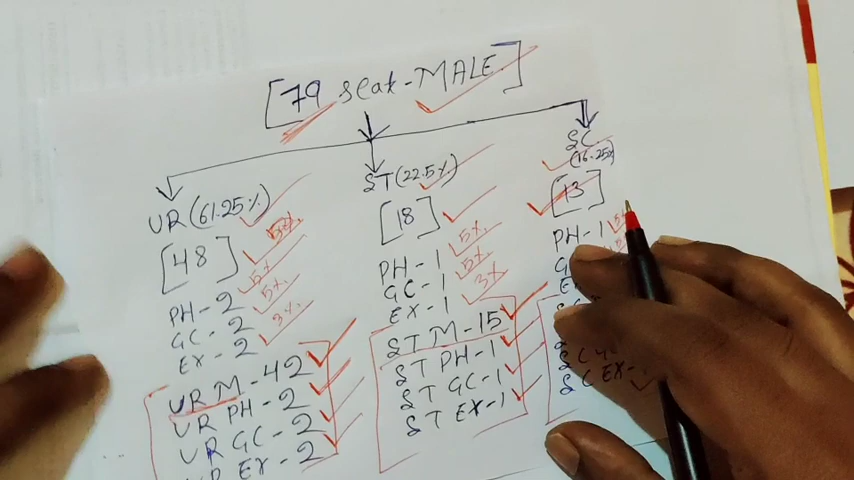 [79 seat-MALE]
UR (61.25%)
[48]
PH-2 5%
GC-2 5%
EX-2 3%
UR M-42
UR PH-2
UR GC-2
UR EX-2
ST (22.5%)
[18]
PH-1 5%
GC-1 5%
EX-1 3%
ST M-15
ST PH-1
ST GC-1
ST EX-1
SC
(16.25%)
[13]
PH-1
SC EX-1